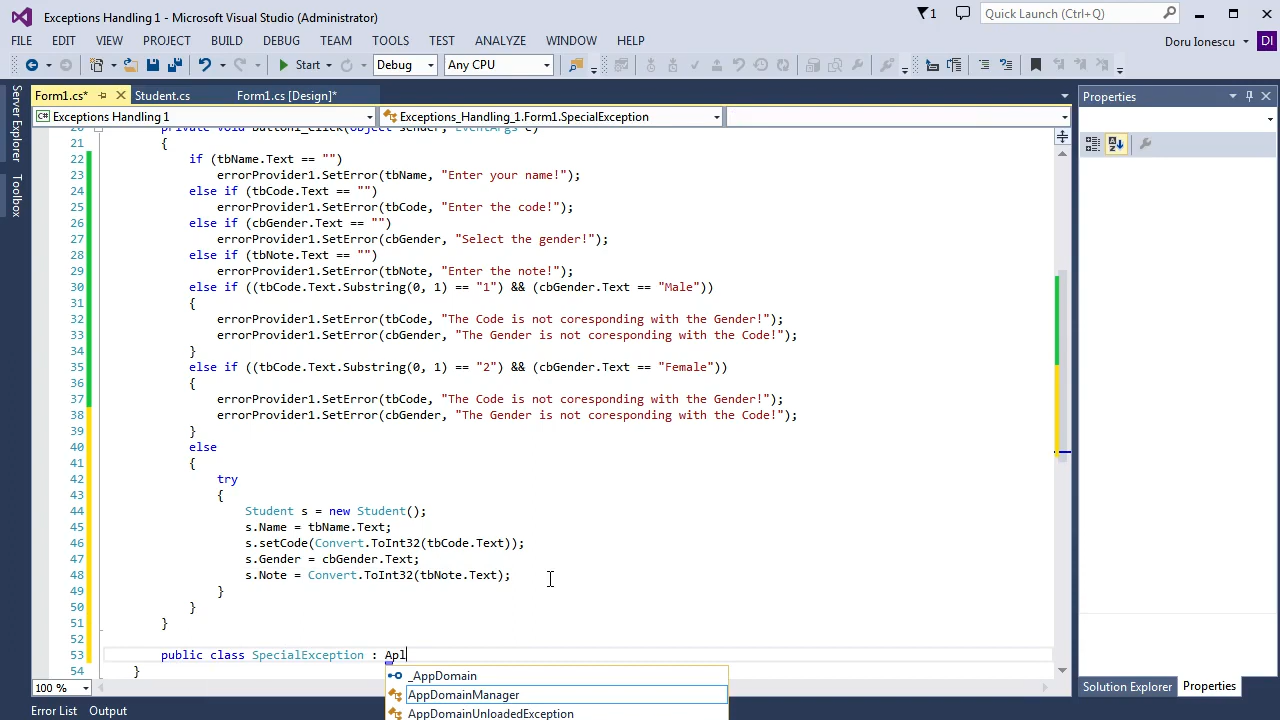 Exceptions Handling 1 - Microsoft Visual Studio (Administrator)
1
Quick Launch (Ctrl+Q)
FILE EDIT VIEW PROJECT BUILD DEBUG TEAM TOOLS TEST ANALYZE WINDOW HELP
Doru Ionescu DI
Start Debug Any CPU
Server Explorer
Toolbox
Form1.cs* Student.cs Form1.cs [Design]*
Exceptions Handling 1 Exceptions_Handling_1.Form1.SpecialException
20 private void button1_Click(object sender, EventArgs e)
21 {
22 if (tbName.Text == "")
23 errorProvider1.SetError(tbName, "Enter your name!");
24 else if (tbCode.Text == "")
25 errorProvider1.SetError(tbCode, "Enter the code!");
26 else if (cbGender.Text == "")
27 errorProvider1.SetError(cbGender, "Select the gender!");
28 else if (tbNote.Text == "")
29 errorProvider1.SetError(tbNote, "Enter the note!");
30 else if ((tbCode.Text.Substring(0, 1) == "1") && (cbGender.Text == "Male"))
31 {
32 errorProvider1.SetError(tbCode, "The Code is not coresponding with the Gender!");
33 errorProvider1.SetError(cbGender, "The Gender is not coresponding with the Code!");
34 }
35 else if ((tbCode.Text.Substring(0, 1) == "2") && (cbGender.Text == "Female"))
36 {
37 errorProvider1.SetError(tbCode, "The Code is not coresponding with the Gender!");
38 errorProvider1.SetError(cbGender, "The Gender is not coresponding with the Code!");
39 }
40 else
41 {
42 try
43 {
44 Student s = new Student();
45 s.Name = tbName.Text;
46 s.setCode(Convert.ToInt32(tbCode.Text));
47 s.Gender = cbGender.Text;
48 s.Note = Convert.ToInt32(tbNote.Text);
49 }
50 }
51 }
52
53 public class SpecialException : Apl
54 }
_AppDomain
AppDomainManager
AppDomainUnloadedException
100 %
Properties
Solution Explorer Properties
Error List Output